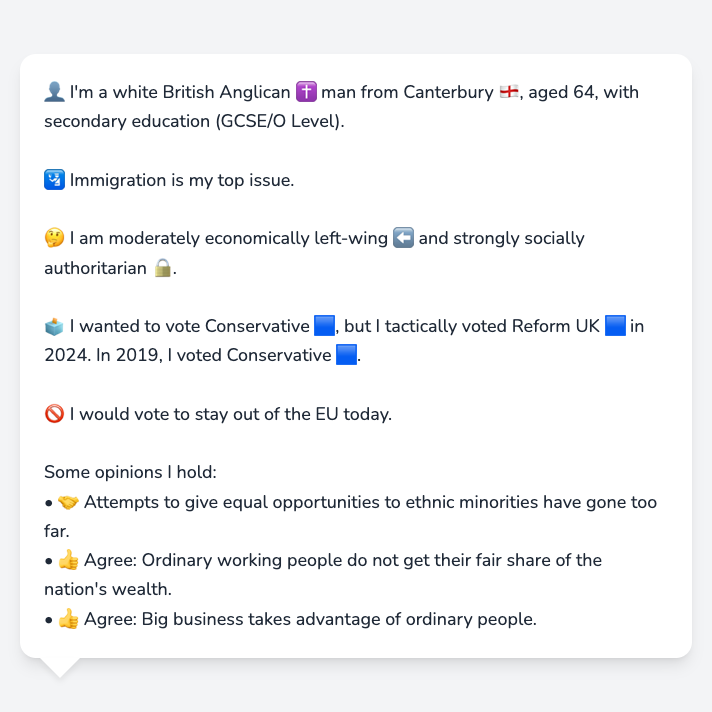 👤 I'm a white British Anglican ✝️ man from Canterbury 🏴󠁧󠁢󠁥󠁮󠁧󠁿, aged 64, with
secondary education (GCSE/O Level).
🛂 Immigration is my top issue.
🤔 I am moderately economically left-wing ⬅️ and strongly socially
authoritarian 🔒.
🗳️ I wanted to vote Conservative 🟦, but I tactically voted Reform UK 🟦 in
2024. In 2019, I voted Conservative 🟦.
🚫 I would vote to stay out of the EU today.
Some opinions I hold:
• 🤝 Attempts to give equal opportunities to ethnic minorities have gone too
far.
• 👍 Agree: Ordinary working people do not get their fair share of the
nation's wealth.
• 👍 Agree: Big business takes advantage of ordinary people.